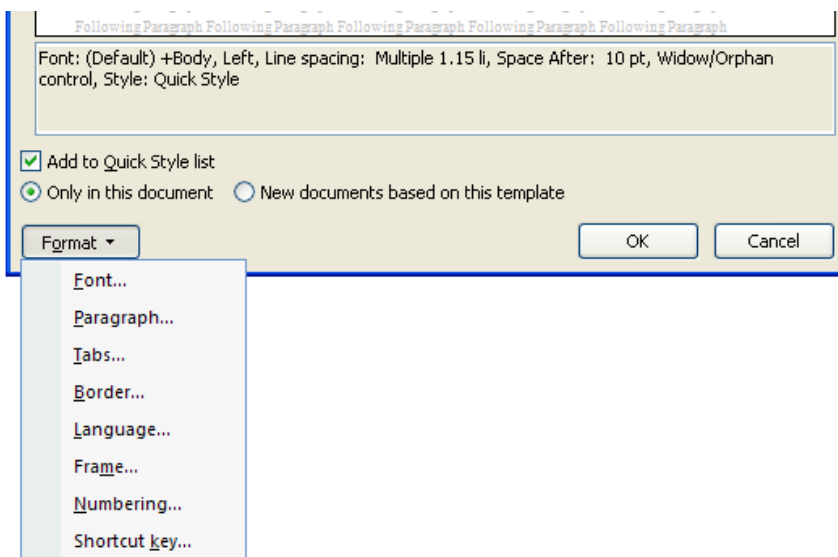 Following Paragraph Following Paragraph Following Paragraph Following Paragraph Following Paragraph
Font: (Default) +Body, Left, Line spacing:  Multiple 1.15 li, Space After:  10 pt, Widow/Orphan
control, Style: Quick Style
Add to Quick Style list
Only in this document New documents based on this template
Format OK Cancel
Font...
Paragraph...
Tabs...
Border...
Language...
Frame...
Numbering...
Shortcut key...